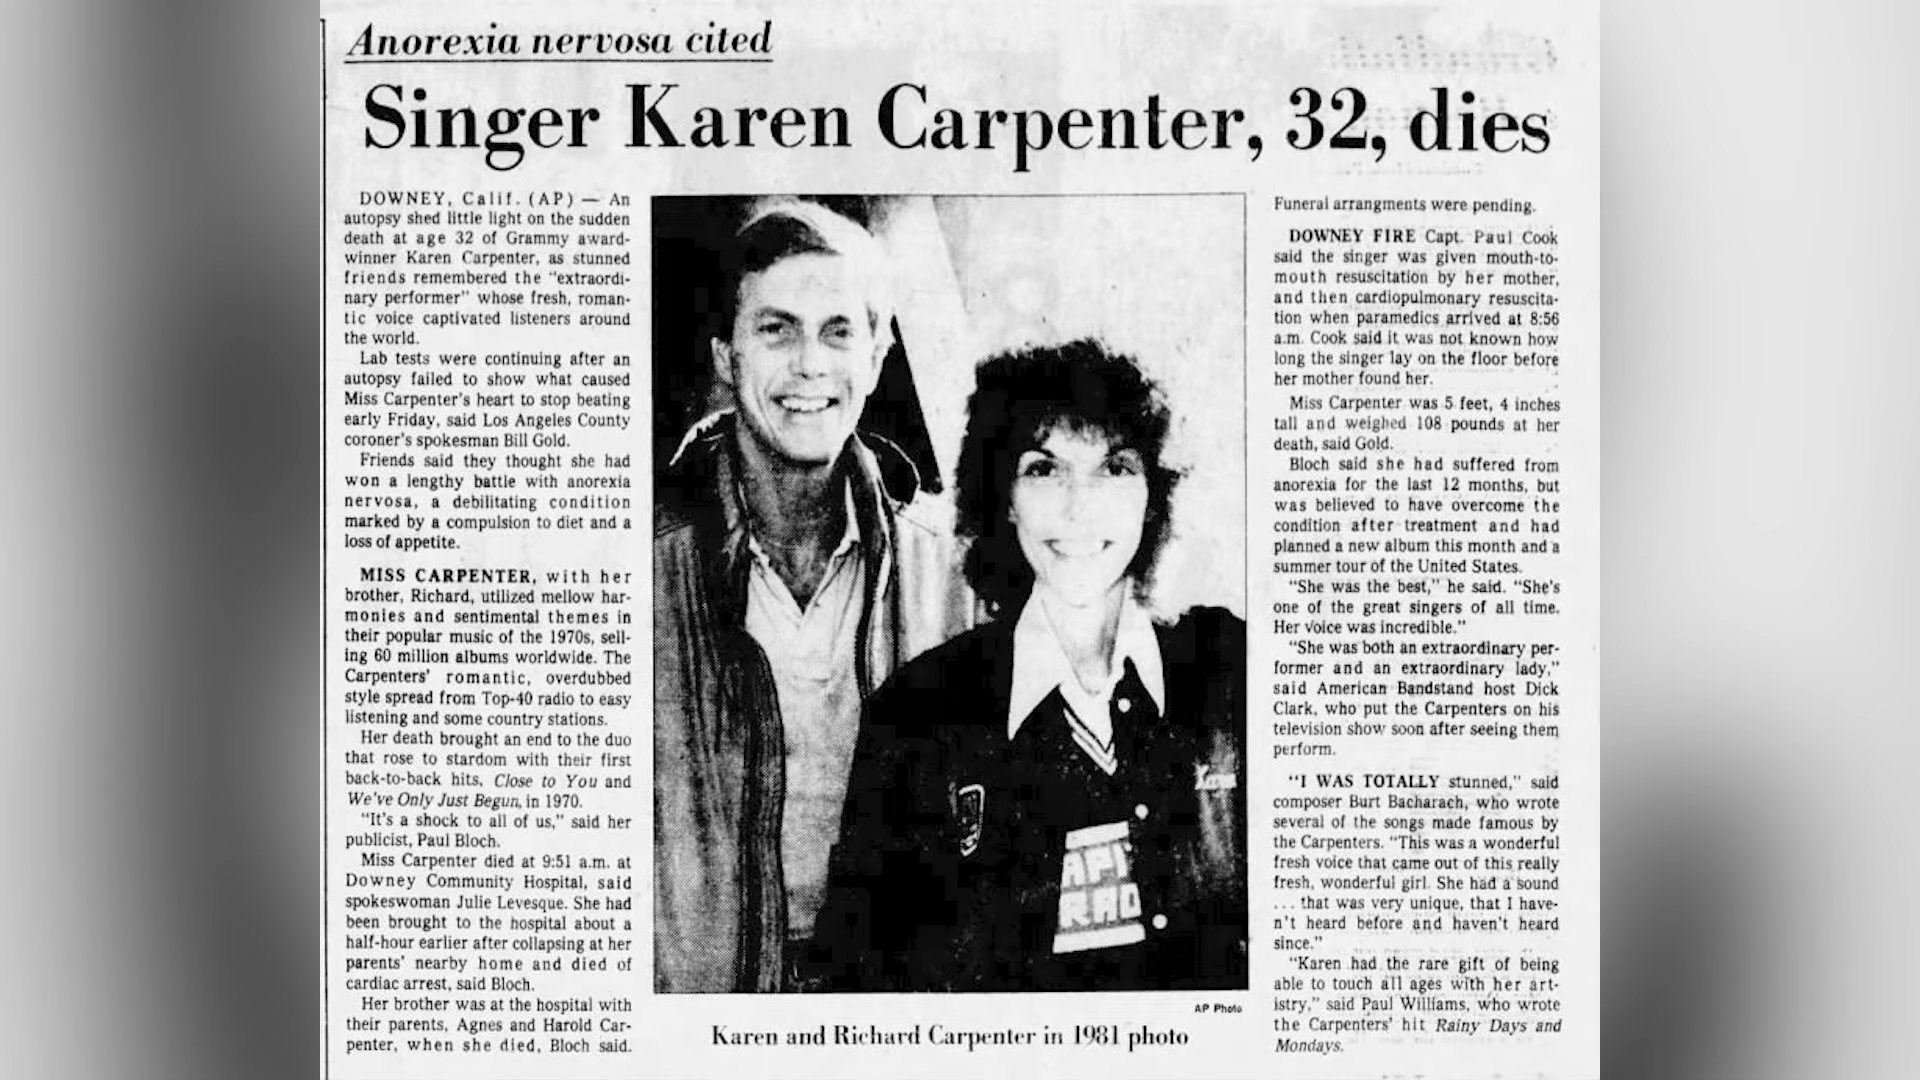 Anorexia nervosa cited
Singer Karen Carpenter, 32, dies
DOWNEY, Calif. (AP) — An
autopsy shed little light on the sudden
death at age 32 of Grammy award-
winner Karen Carpenter, as stunned
friends remembered the "extraordi-
nary performer" whose fresh, roman-
tic voice captivated listeners around
the world.
Lab tests were continuing after an
autopsy failed to show what caused
Miss Carpenter's heart to stop beating
early Friday, said Los Angeles County
coroner's spokesman Bill Gold.
Friends said they thought she had
won a lengthy battle with anorexia
nervosa, a debilitating condition
marked by a compulsion to diet and a
loss of appetite.
MISS CARPENTER, with her
brother, Richard, utilized mellow har-
monies and sentimental themes in
their popular music of the 1970s, sell-
ing 60 million albums worldwide. The
Carpenters' romantic, overdubbed
style spread from Top-40 radio to easy
listening and some country stations.
Her death brought an end to the duo
that rose to stardom with their first
back-to-back hits, Close to You and
We've Only Just Begun, in 1970.
"It's a shock to all of us," said her
publicist, Paul Bloch.
Miss Carpenter died at 9:51 a.m. at
Downey Community Hospital, said
spokeswoman Julie Levesque. She had
been brought to the hospital about a
half-hour earlier after collapsing at her
parents' nearby home and died of
cardiac arrest, said Bloch.
Her brother was at the hospital with
their parents, Agnes and Harold Car-
penter, when she died, Bloch said.
Karen
AP Photo
Karen and Richard Carpenter in 1981 photo
Funeral arrangments were pending.
DOWNEY FIRE Capt. Paul Cook
said the singer was given mouth-to-
mouth resuscitation by her mother,
and then cardiopulmonary resuscita-
tion when paramedics arrived at 8:56
a.m. Cook said it was not known how
long the singer lay on the floor before
her mother found her.
Miss Carpenter was 5 feet, 4 inches
tall and weighed 108 pounds at her
death, said Gold.
Bloch said she had suffered from
anorexia for the last 12 months, but
was believed to have overcome the
condition after treatment and had
planned a new album this month and a
summer tour of the United States.
"She was the best," he said. "She's
one of the great singers of all time.
Her voice was incredible."
"She was both an extraordinary per-
former and an extraordinary lady,"
said American Bandstand host Dick
Clark, who put the Carpenters on his
television show soon after seeing them
perform.
"I WAS TOTALLY stunned," said
composer Burt Bacharach, who wrote
several of the songs made famous by
the Carpenters. "This was a wonderful
fresh voice that came out of this really
fresh, wonderful girl. She had a sound
. . . that was very unique, that I have-
n't heard before and haven't heard
since."
"Karen had the rare gift of being
able to touch all ages with her art-
istry," said Paul Williams, who wrote
the Carpenters' hit Rainy Days and
Mondays.